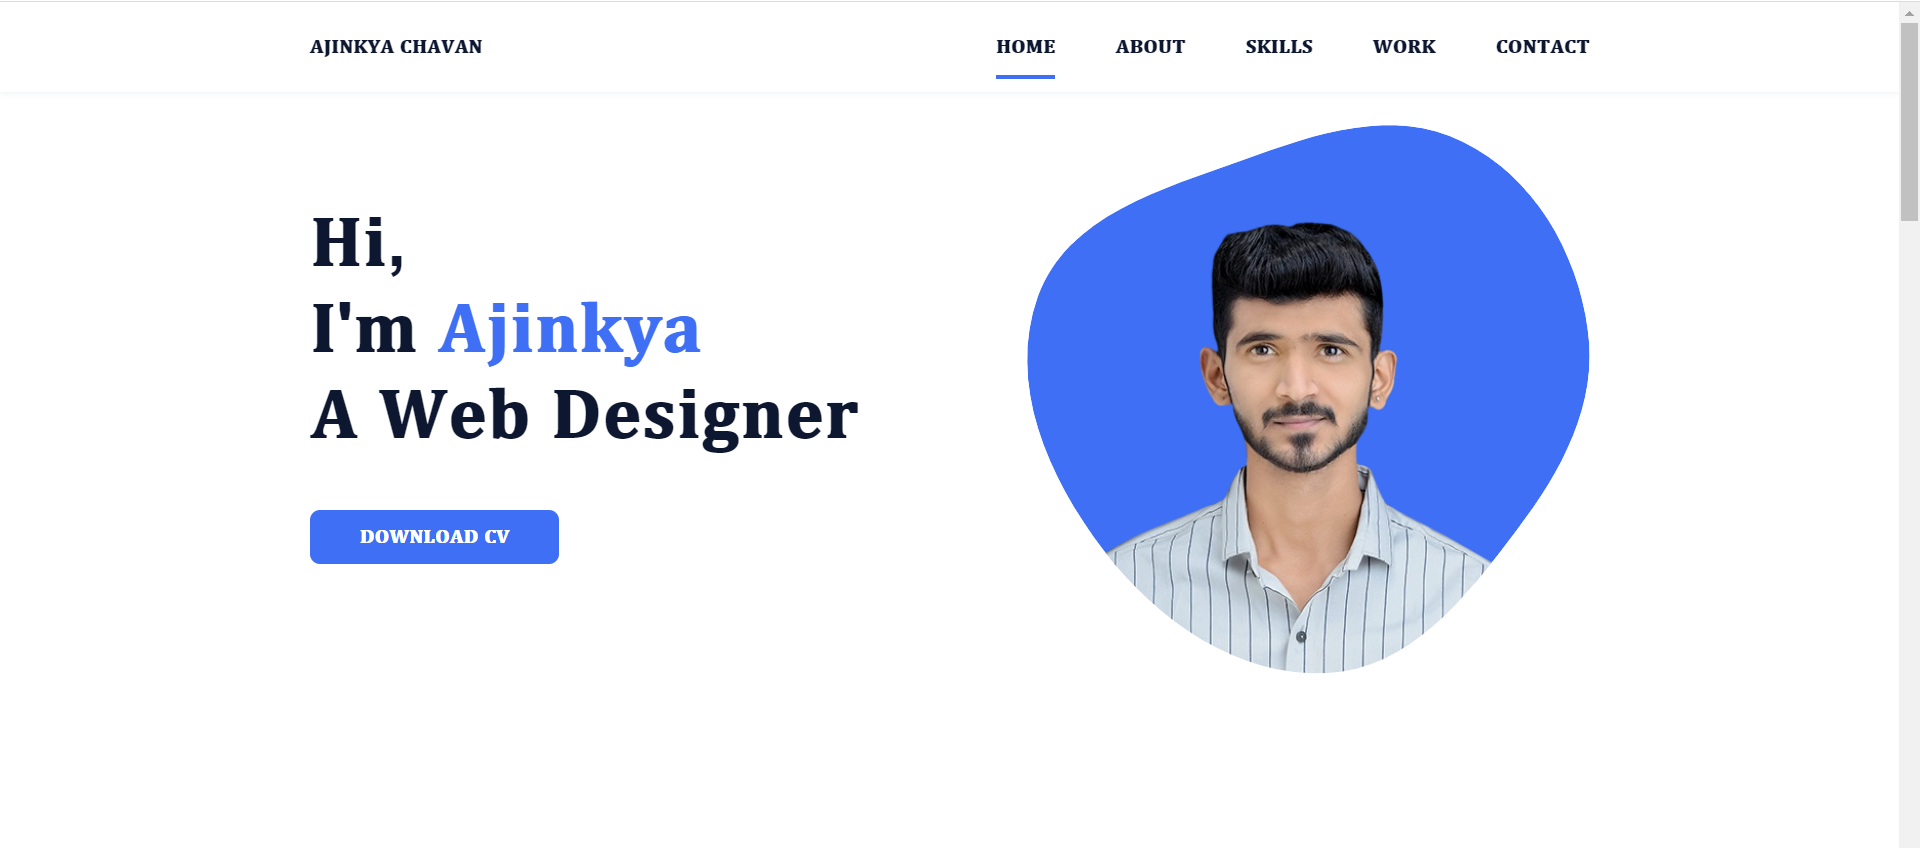 AJINKYA CHAVAN
HOME ABOUT SKILLS WORK CONTACT
Hi,
I'm Ajinkya
A Web Designer
DOWNLOAD CV